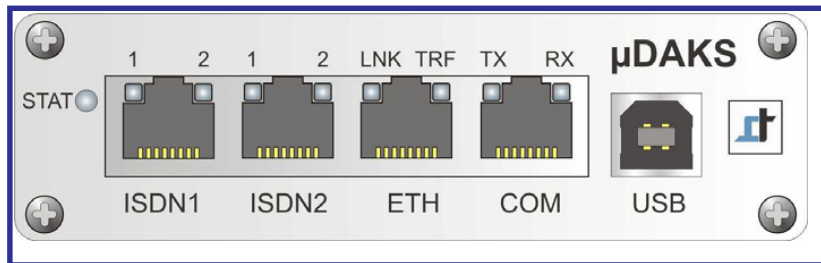 1 2 1 2 LNK TRF TX RX µDAKS
STAT
ISDN1 ISDN2 ETH COM USB